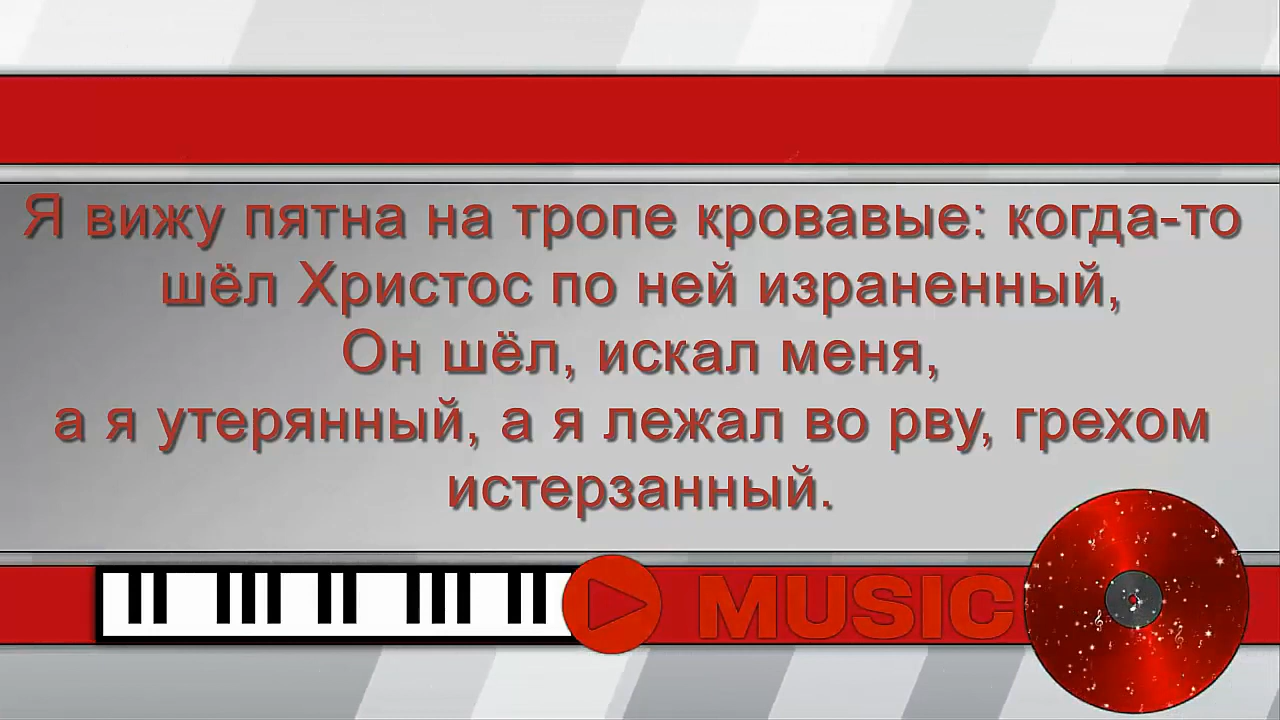 Я вижу пятна на тропе кровавые: когда-то
шёл Христос по ней израненный,
Он шёл, искал меня,
а я утерянный, а я лежал во рву, грехом
истерзанный.
MUSIC